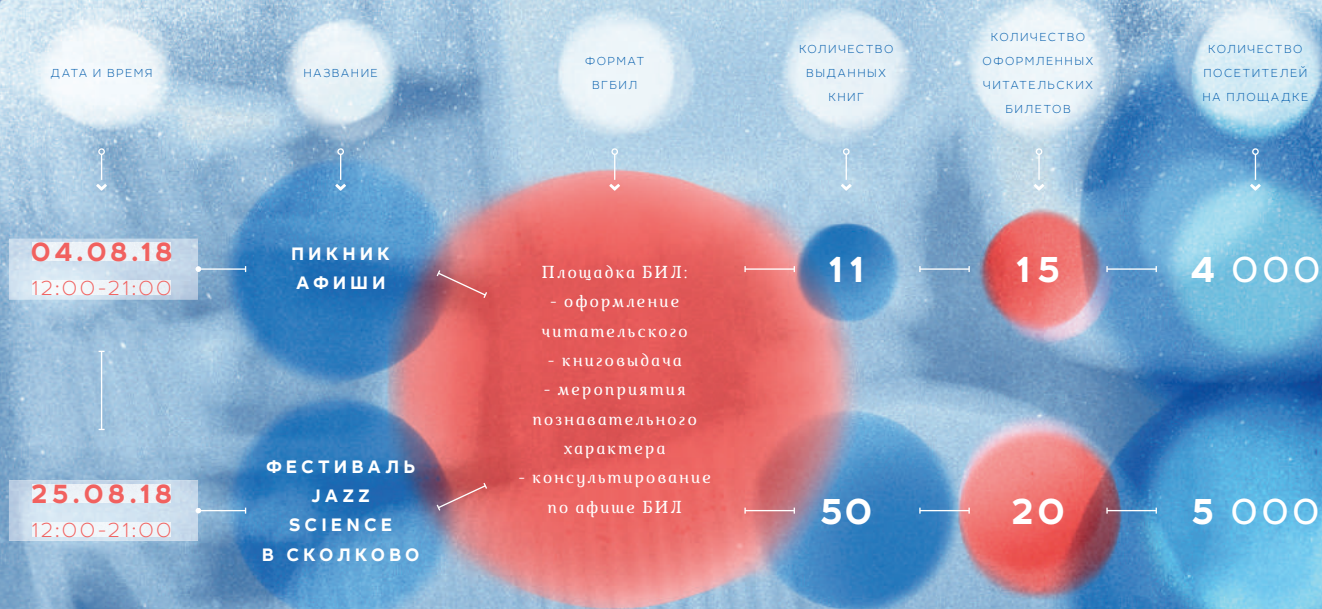 ДАТА И ВРЕМЯ
НАЗВАНИЕ
ФОРМАТ
ВГБИЛ
КОЛИЧЕСТВО
ВЫДАННЫХ
КНИГ
КОЛИЧЕСТВО
ОФОРМЛЕННЫХ
ЧИТАТЕЛЬСКИХ
БИЛЕТОВ
КОЛИЧЕСТВО
ПОСЕТИТЕЛЕЙ
НА ПЛОЩАДКЕ
04.08.18
12:00-21:00
ПИКНИК
АФИШИ
Площадка БИЛ:
- оформление
читательского
- книговыдача
- мероприятия
познавательного
характера
- консультирование
по афише БИЛ
11
15
4 000
25.08.18
12:00-21:00
ФЕСТИВАЛЬ
JAZZ
SCIENCE
В СКОЛКОВО
50
20
5 000